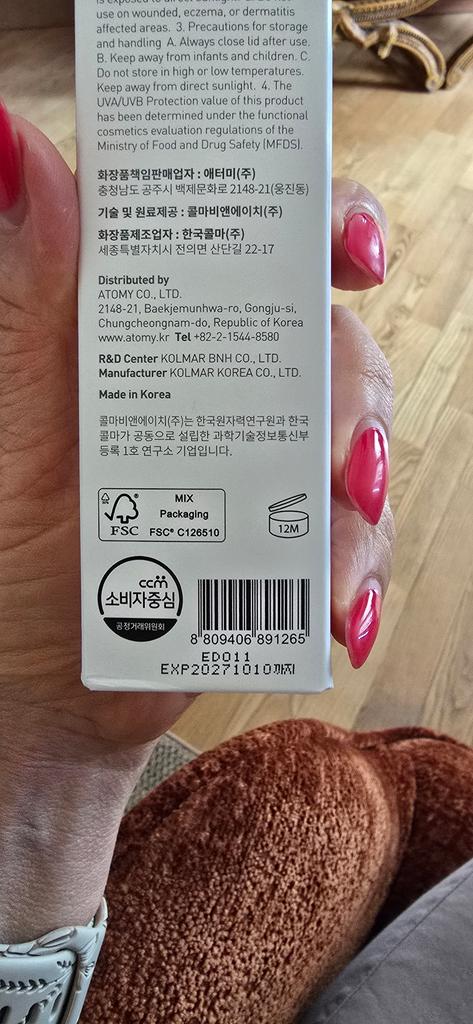 is exposed to direct sunlight. 2. Do not
use on wounded, eczema, or dermatitis
affected areas. 3. Precautions for storage
and handling A. Always close lid after use.
B. Keep away from infants and children. C.
Do not store in high or low temperatures.
Keep away from direct sunlight. 4. The
UVA/UVB Protection value of this product
has been determined under the functional
cosmetics evaluation regulations of the
Ministry of Food and Drug Safety (MFDS).
화장품책임판매업자 : 애터미(주)
충청남도 공주시 백제문화로 2148-21(웅진동)
기술 및 원료제공 : 콜마비앤에이치(주)
화장품제조업자 : 한국콜마(주)
세종특별자치시 전의면 산단길 22-17
Distributed by
ATOMY CO., LTD.
2148-21, Baekjemunhwa-ro, Gongju-si,
Chungcheongnam-do, Republic of Korea
www.atomy.kr Tel +82-2-1544-8580
R&D Center KOLMAR BNH CO., LTD.
Manufacturer KOLMAR KOREA CO., LTD.
Made in Korea
콜마비앤에이치(주)는 한국원자력연구원과 한국
콜마가 공동으로 설립한 과학기술정보통신부
등록 1호 연구소 기업입니다.
FSC
MIX
Packaging
FSC® C126510
12M
ccm
소비자중심
공정거래위원회
8 809406 891265
ED011
EXP20271010까지